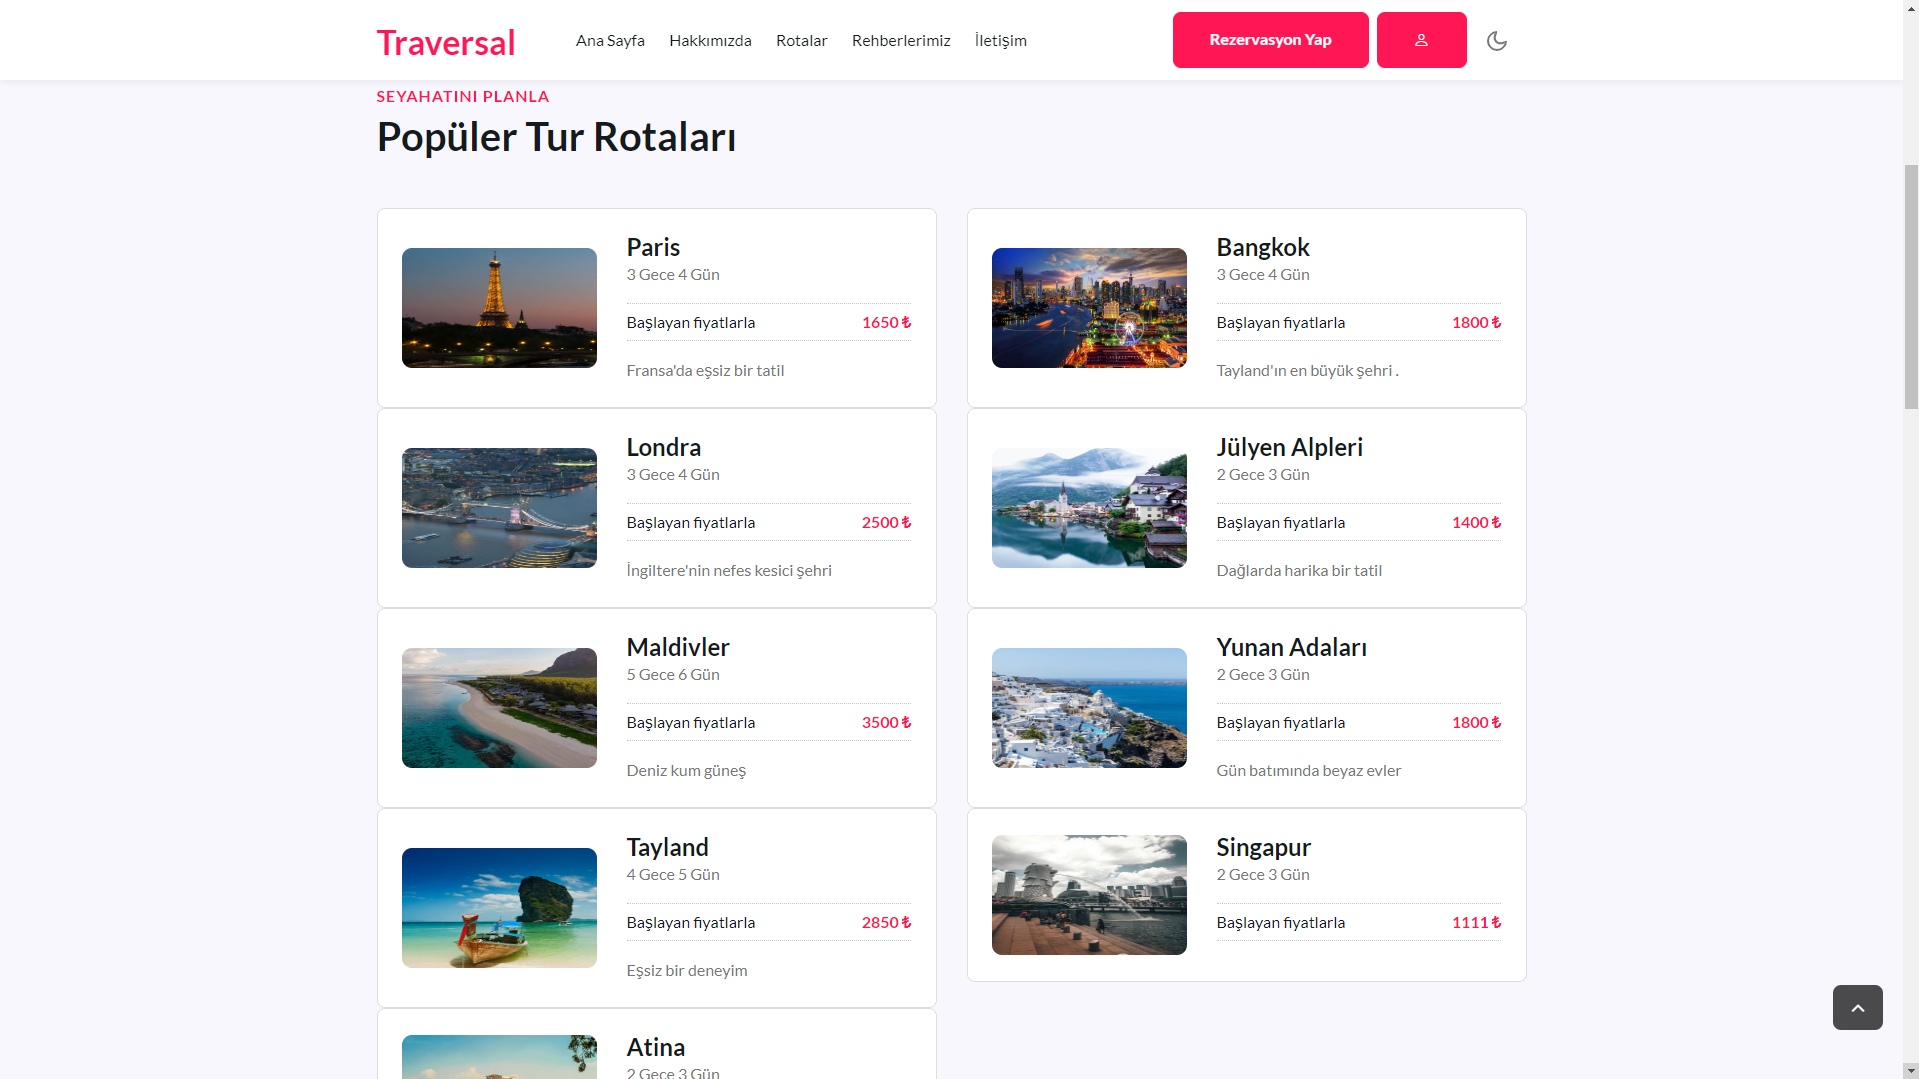 Traversal
Ana Sayfa
Hakkımızda
Rotalar
Rehberlerimiz
İletişim
Rezervasyon Yap
SEYAHATINI PLANLA
Popüler Tur Rotaları
Paris
3 Gece 4 Gün
Başlayan fiyatlarla 1650 ₺
Fransa'da eşsiz bir tatil
Bangkok
3 Gece 4 Gün
Başlayan fiyatlarla 1800 ₺
Tayland'ın en büyük şehri .
Londra
3 Gece 4 Gün
Başlayan fiyatlarla 2500 ₺
İngiltere'nin nefes kesici şehri
Jülyen Alpleri
2 Gece 3 Gün
Başlayan fiyatlarla 1400 ₺
Dağlarda harika bir tatil
Maldivler
5 Gece 6 Gün
Başlayan fiyatlarla 3500 ₺
Deniz kum güneş
Yunan Adaları
2 Gece 3 Gün
Başlayan fiyatlarla 1800 ₺
Gün batımında beyaz evler
Tayland
4 Gece 5 Gün
Başlayan fiyatlarla 2850 ₺
Eşsiz bir deneyim
Singapur
2 Gece 3 Gün
Başlayan fiyatlarla 1111 ₺
Atina
2 Gece 3 Gün